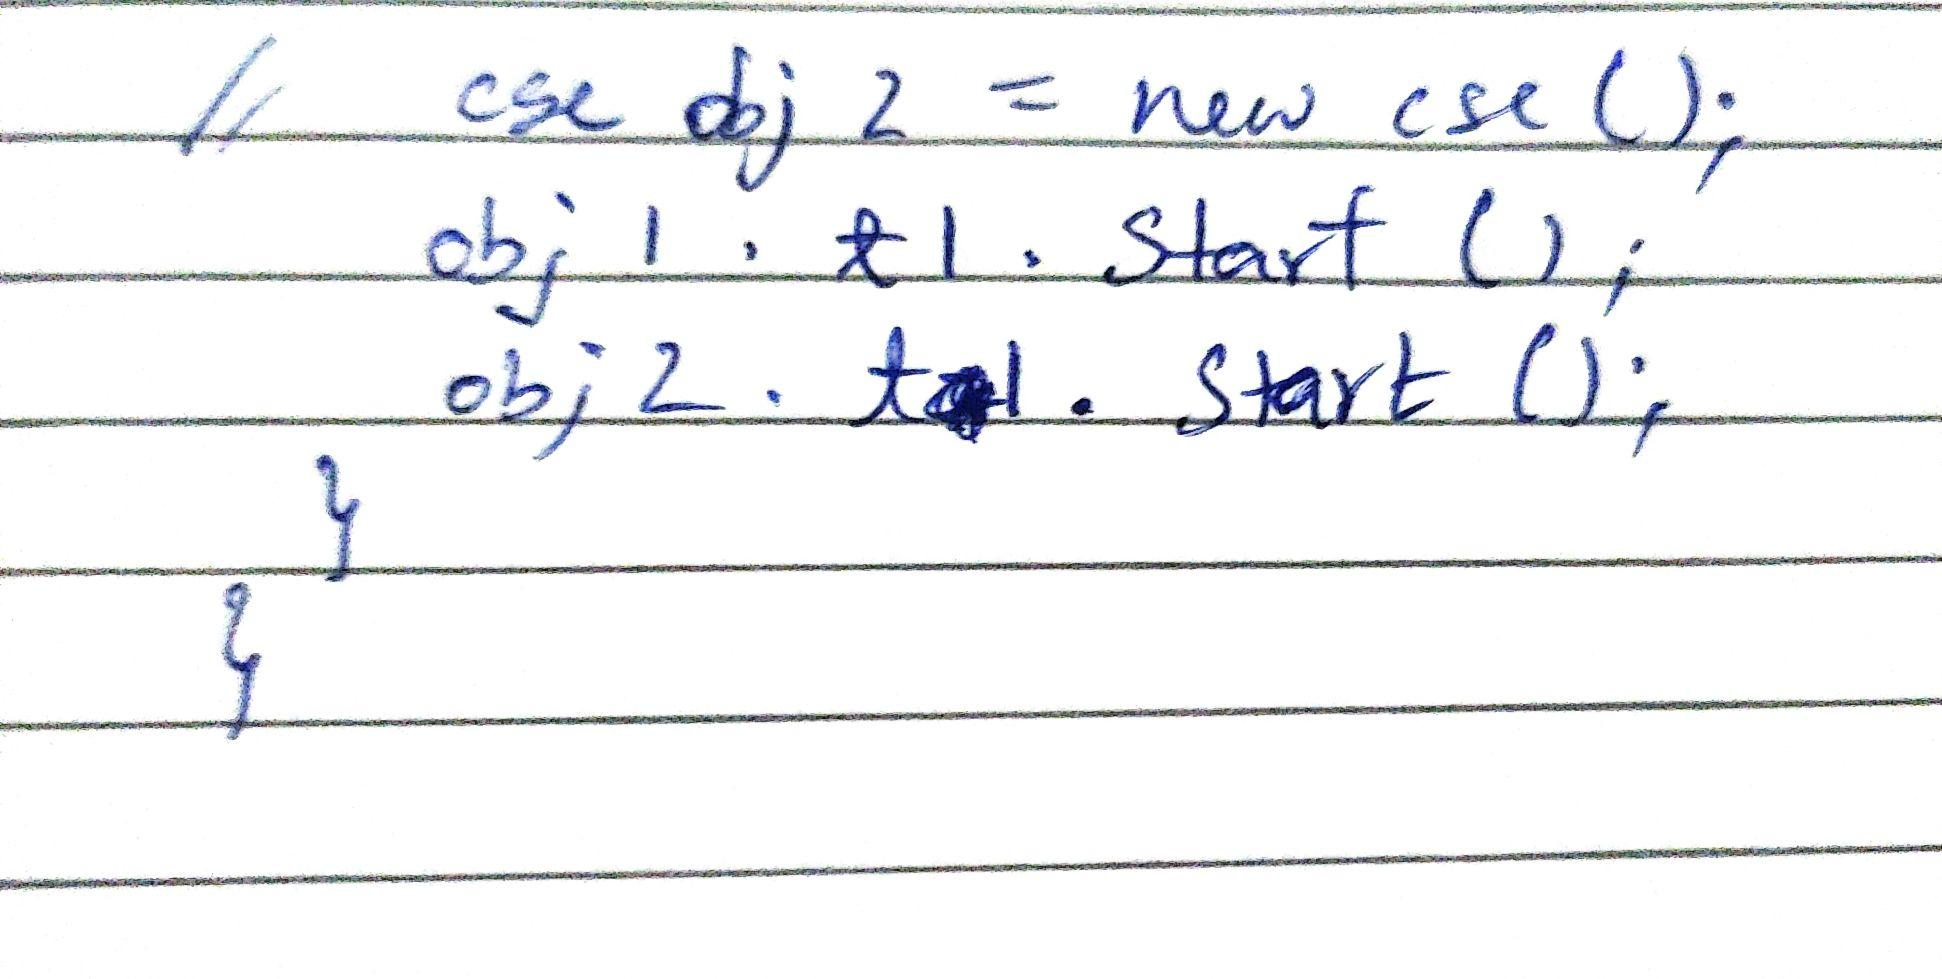 // cse obj 2 = new cse ();
obj 1 . t1 . Start ();
obj 2 . t1 . Start ();
}
}